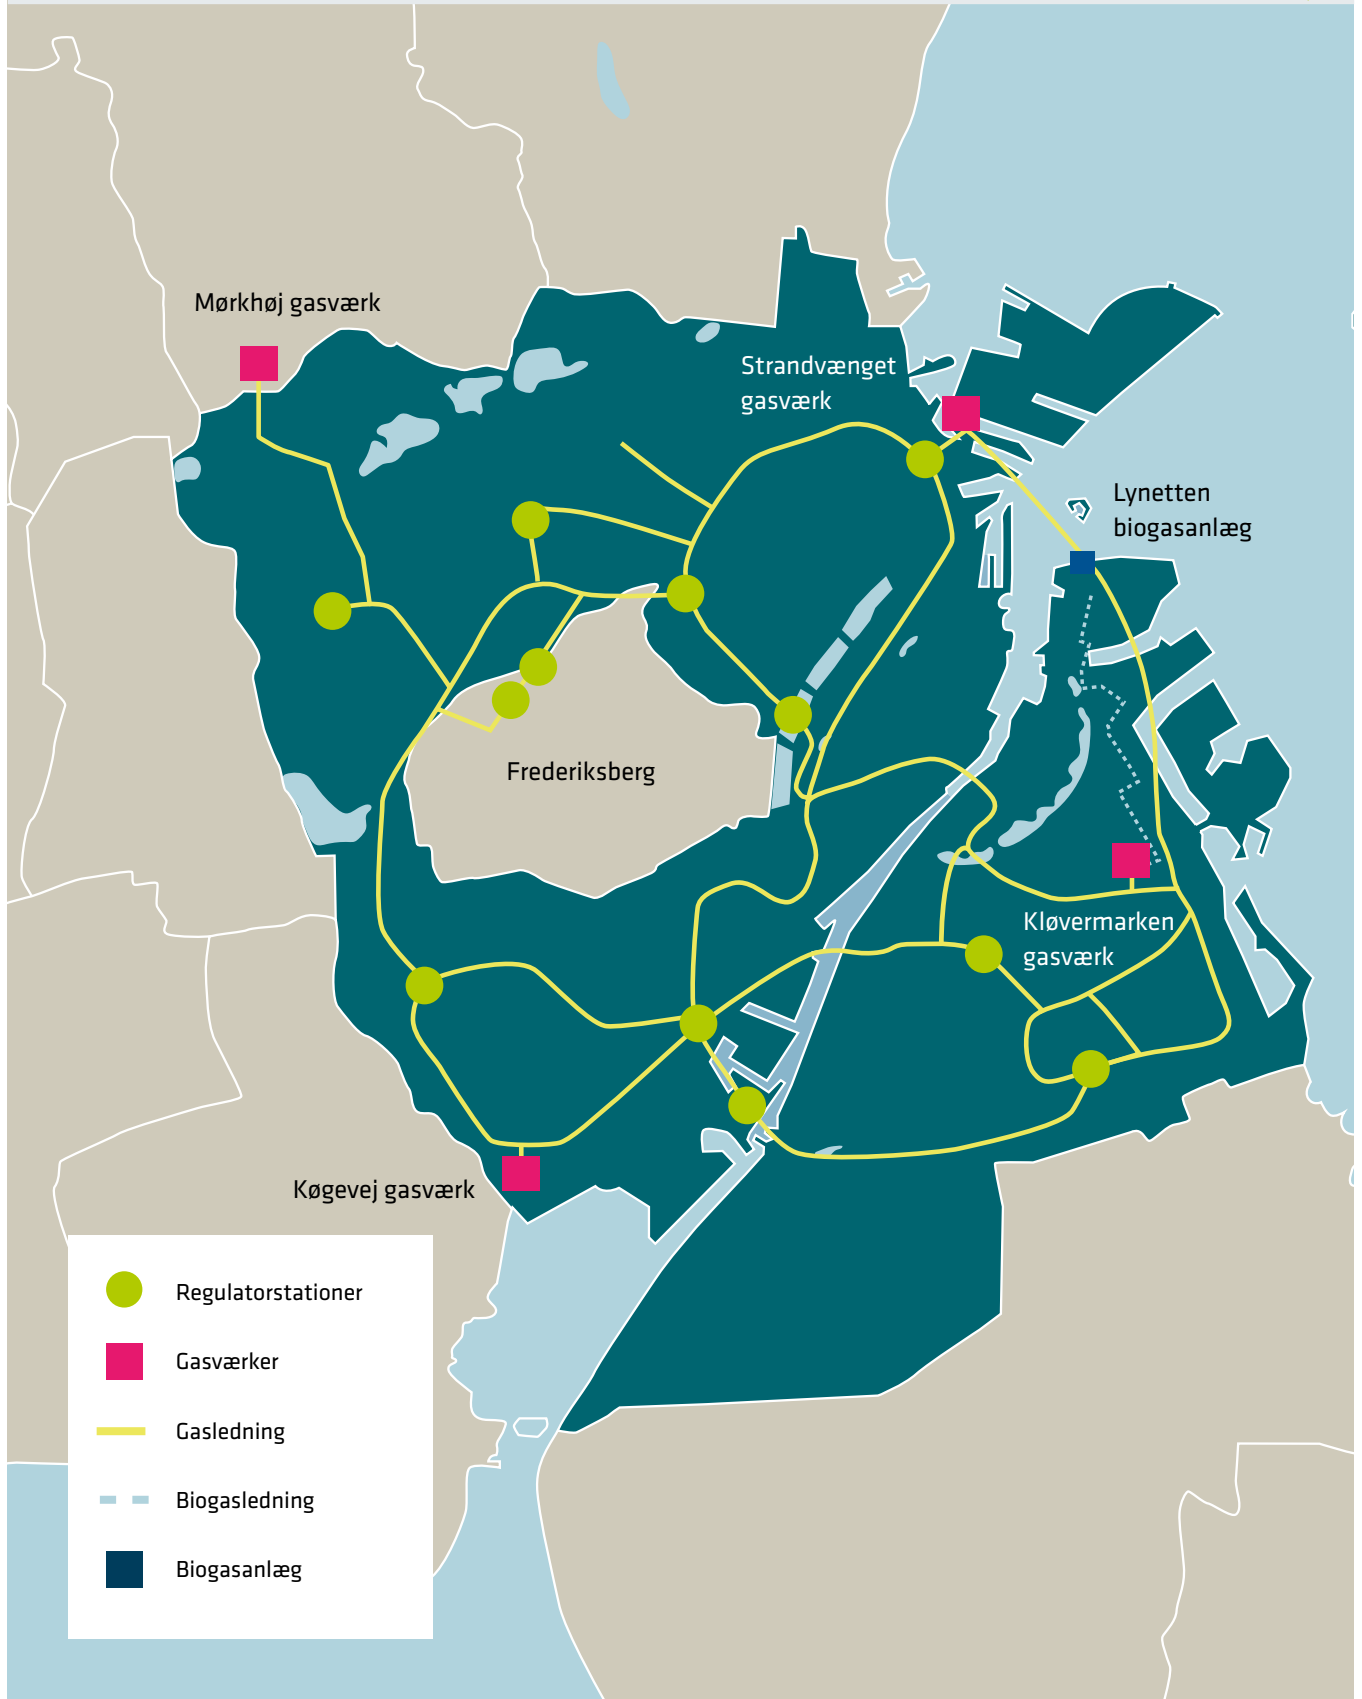 Mørkhøj gasværk
Strandvænget
gasværk
Lynetten
biogasanlæg
Frederiksberg
Kløvermarken
gasværk
Køgevej gasværk
Regulatorstationer
Gasværker
Gasledning
Biogasledning
Biogasanlæg